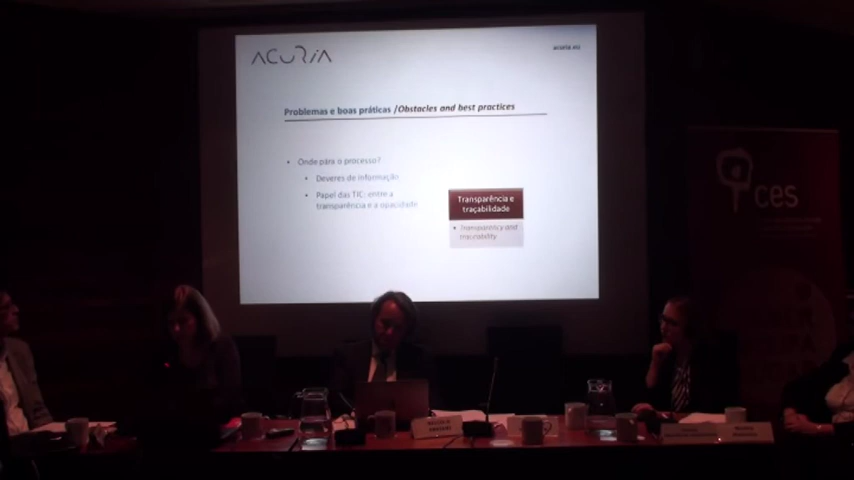 ACURIA
acuria.eu
Problemas e boas práticas /Obstacles and best practices
• Onde pára o processo?
• Deveres de informação
• Papel das TIC: entre a
transparência e a opacidade
Transparência e
traçabilidade
• Transparency and
traceability
ces